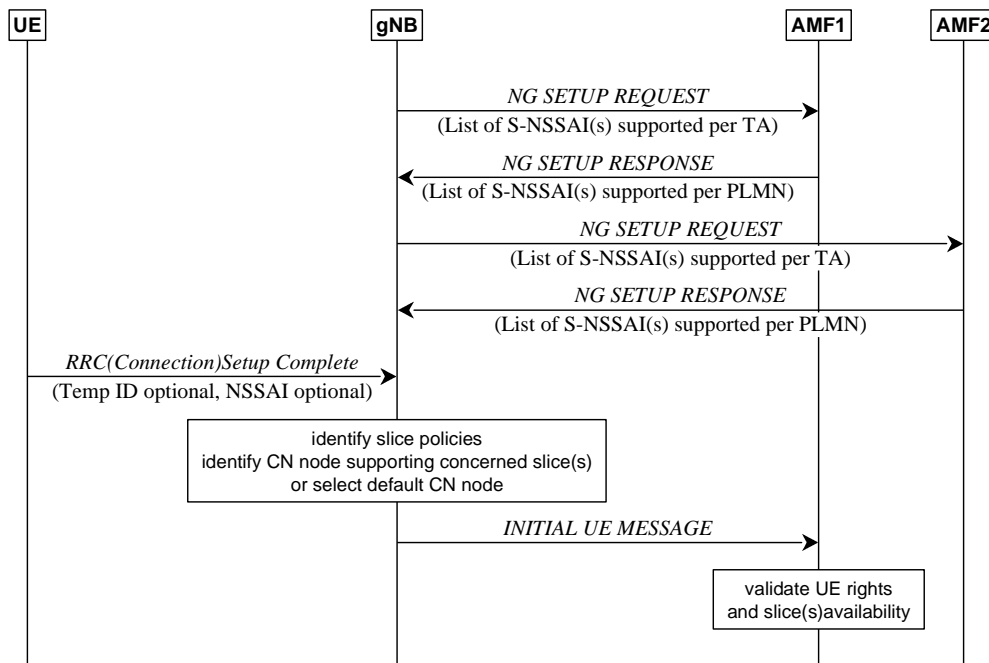 UE gNB AMF1 AMF2
NG SETUP REQUEST
(List of S-NSSAI(s) supported per TA)
NG SETUP RESPONSE
(List of S-NSSAI(s) supported per PLMN)
NG SETUP REQUEST
(List of S-NSSAI(s) supported per TA)
NG SETUP RESPONSE
(List of S-NSSAI(s) supported per PLMN)
RRC(Connection)Setup Complete
(Temp ID optional, NSSAI optional)
identify slice policies
identify CN node supporting concerned slice(s)
or select default CN node
INITIAL UE MESSAGE
validate UE rights
and slice(s)availability